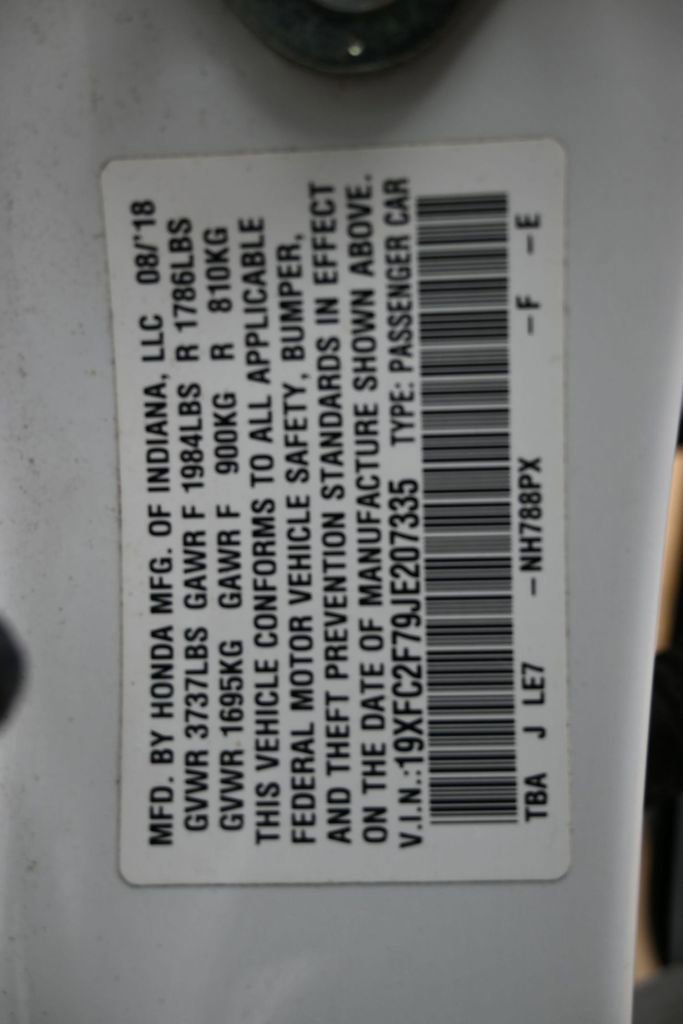 MFD. BY HONDA MFG. OF INDIANA, LLC 08/'18
GVWR 3737LBS GAWR F 1984LBS R 1786LBS
GVWR 1695KG GAWR F 900KG R 810KG
THIS VEHICLE CONFORMS TO ALL APPLICABLE
FEDERAL MOTOR VEHICLE SAFETY, BUMPER,
AND THEFT PREVENTION STANDARDS IN EFFECT
ON THE DATE OF MANUFACTURE SHOWN ABOVE.
V.I.N.:19XFC2F79JE207335 TYPE: PASSENGER CAR
TBA J LE7 -NH788PX -F -E